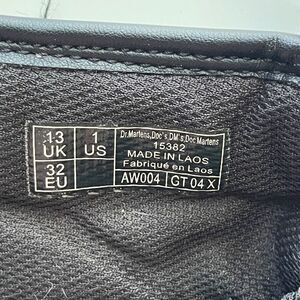 13 UK
1 US
32 EU
Dr.Martens,Doc's,DM's,Doc Martens
15382
MADE IN LAOS
Fabriqué en Laos
AW004 GT 04 X